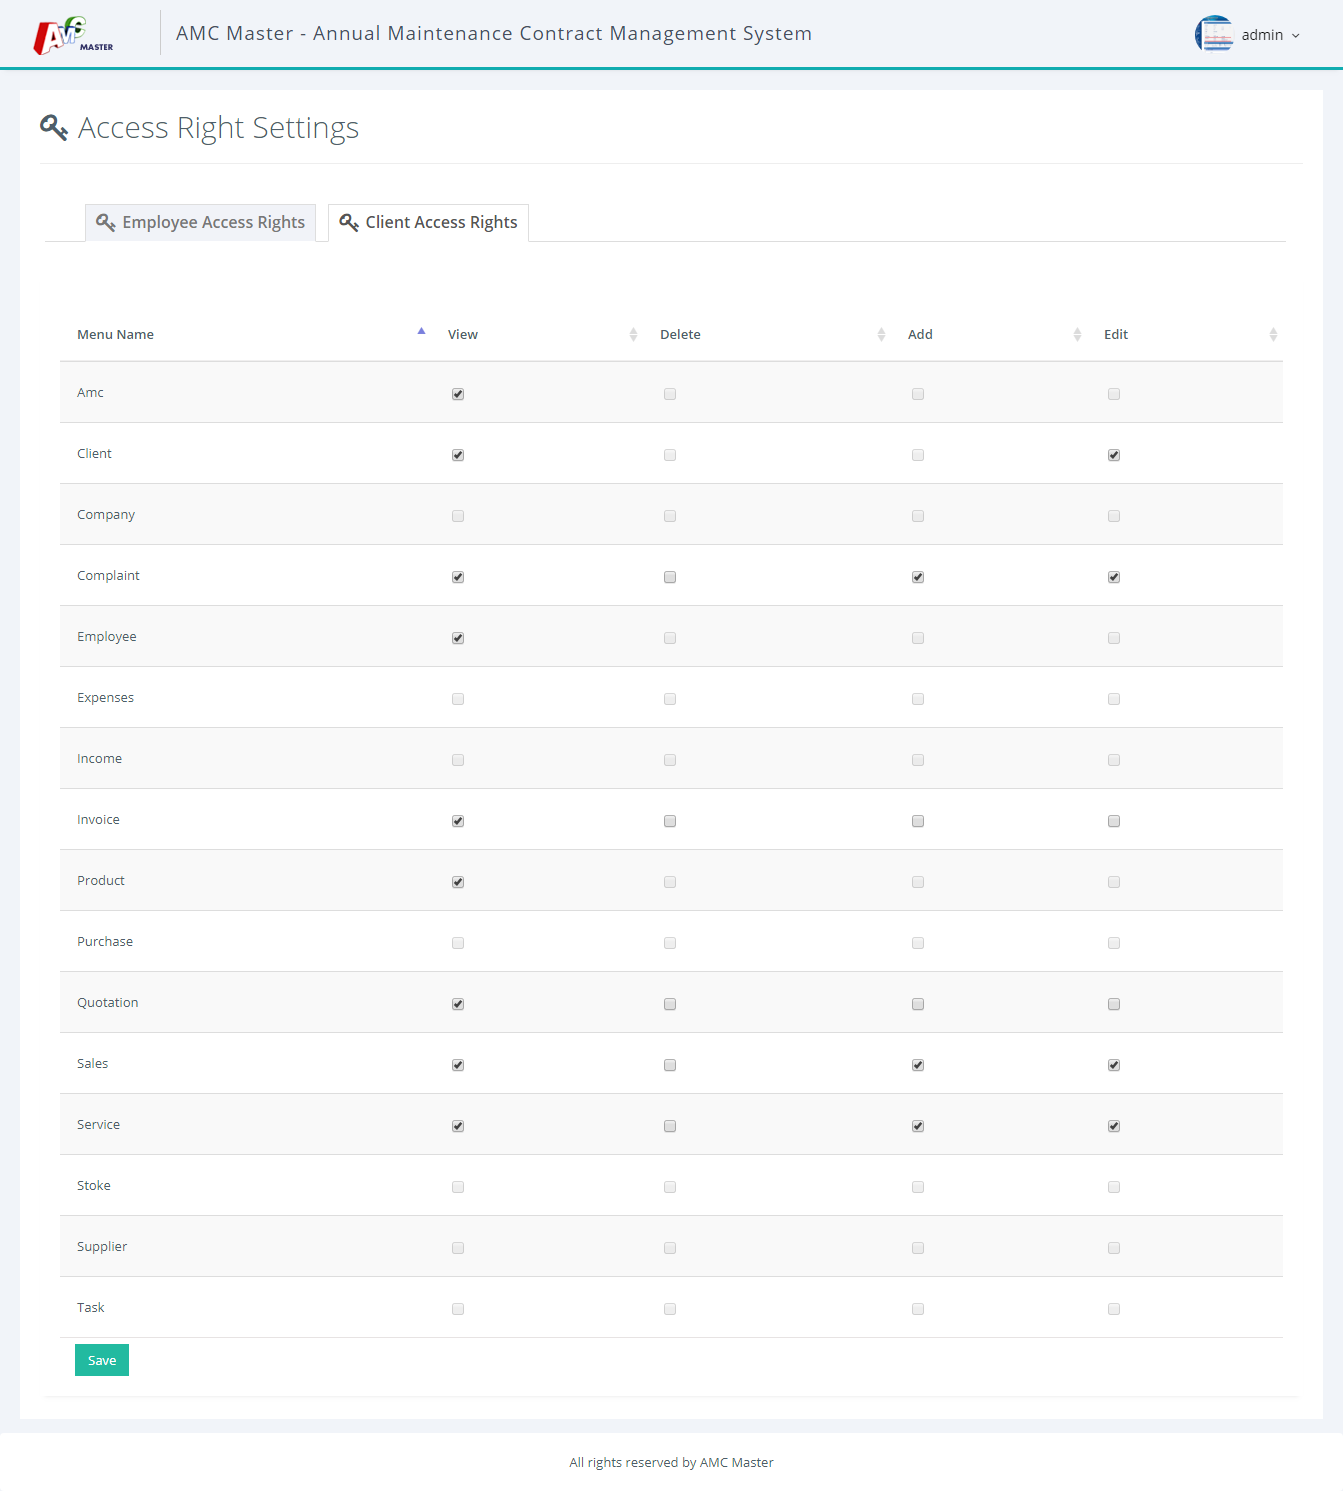 AMC MASTER
AMC Master - Annual Maintenance Contract Management System
admin
Access Right Settings
Employee Access Rights
Client Access Rights
Menu Name View Delete Add Edit
Amc
Client
Company
Complaint
Employee
Expenses
Income
Invoice
Product
Purchase
Quotation
Sales
Service
Stoke
Supplier
Task
Save
All rights reserved by AMC Master